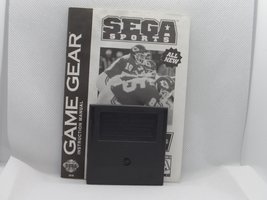 GAME GEAR
INSTRUCTION MANUAL
SEGA
SPORTS
ALL
NEW!